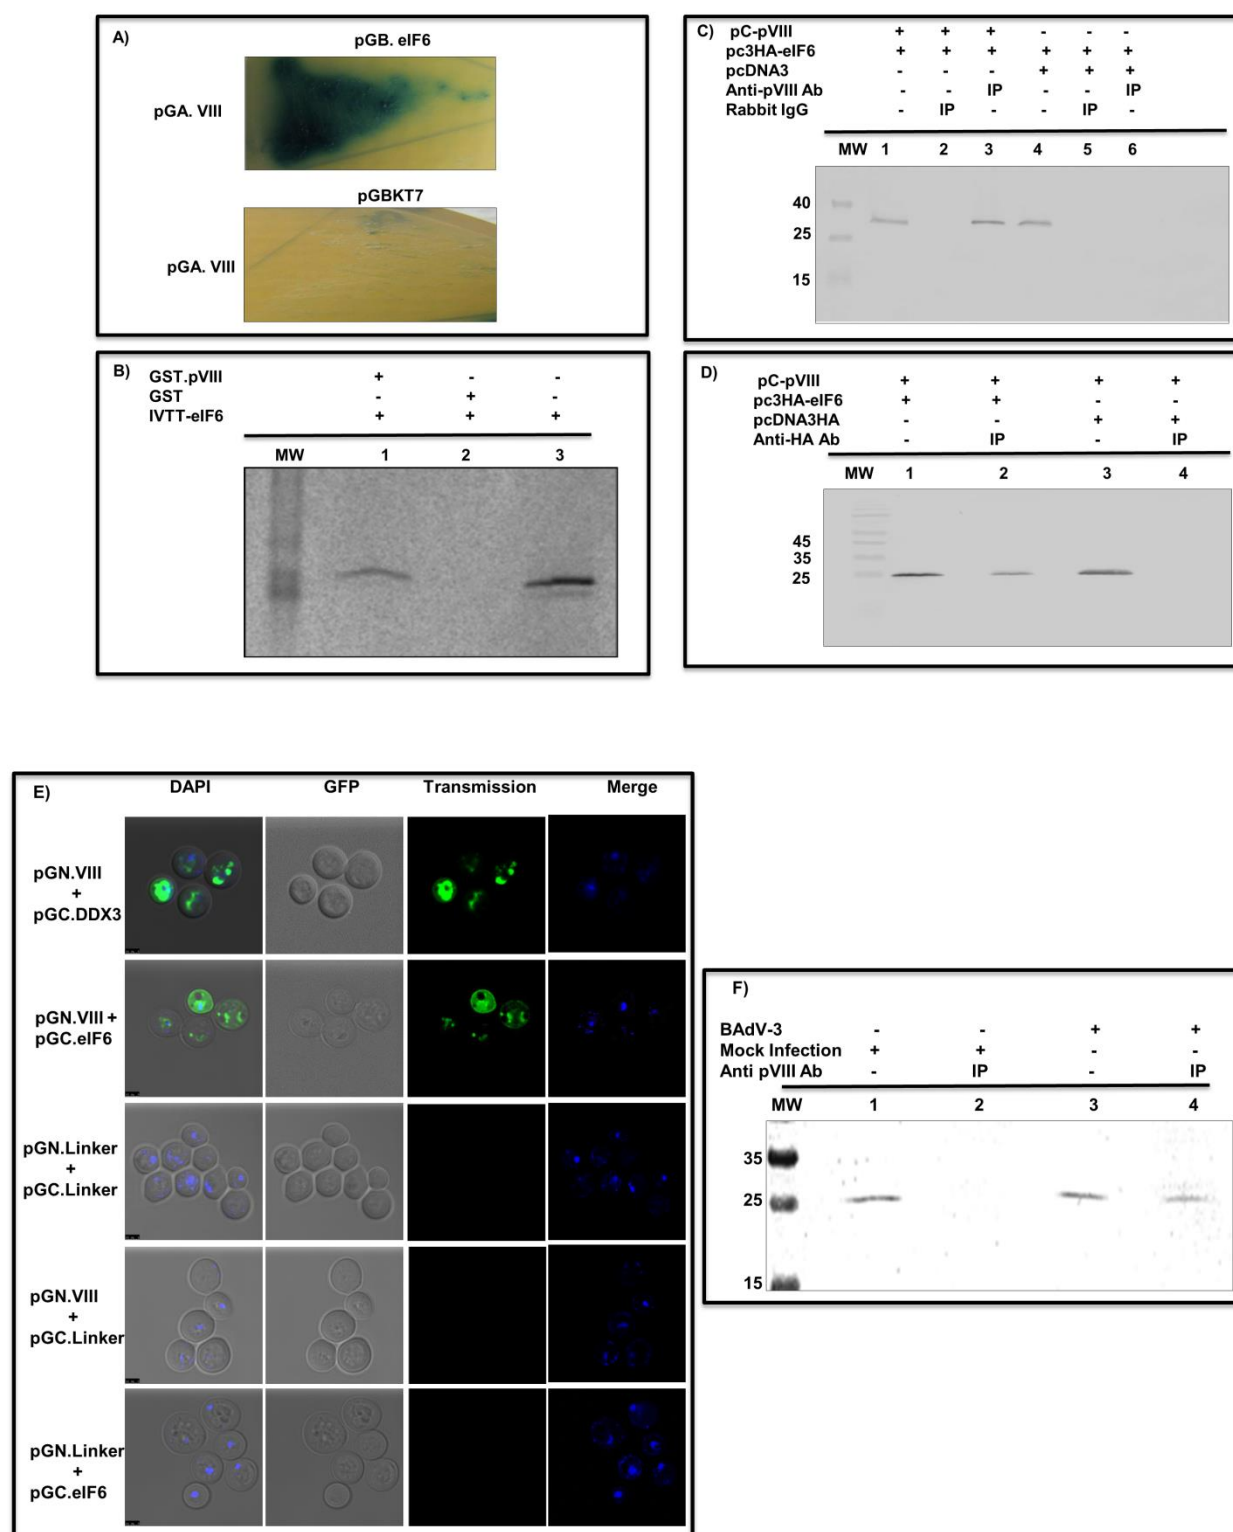 A)
pGB. eIF6
pGA. VIII
pGBKT7
pGA. VIII
B)
GST.pVIII + - -
GST - + -
IVTT-eIF6 + + +
MW 1 2 3
C)
pC-pVIII + + + - - -
pc3HA-eIF6 + + + + + +
pcDNA3 - - - + + +
Anti-pVIII Ab - - IP - - IP
Rabbit IgG - IP - - IP -
MW 1 2 3 4 5 6
40
25
15
D)
pC-pVIII + + + +
pc3HA-eIF6 + + - -
pcDNA3HA - - + +
Anti-HA Ab - IP - IP
MW 1 2 3 4
45
35
25
E)
DAPI GFP Transmission Merge
pGN.VIII
+
pGC.DDX3
pGN.VIII +
pGC.eIF6
pGN.Linker
+
pGC.Linker
pGN.VIII
+
pGC.Linker
pGN.Linker
+
pGC.eIF6
F)
BAdV-3 - - + +
Mock Infection + + - -
Anti pVIII Ab - IP - IP
MW 1 2 3 4
35
25
15